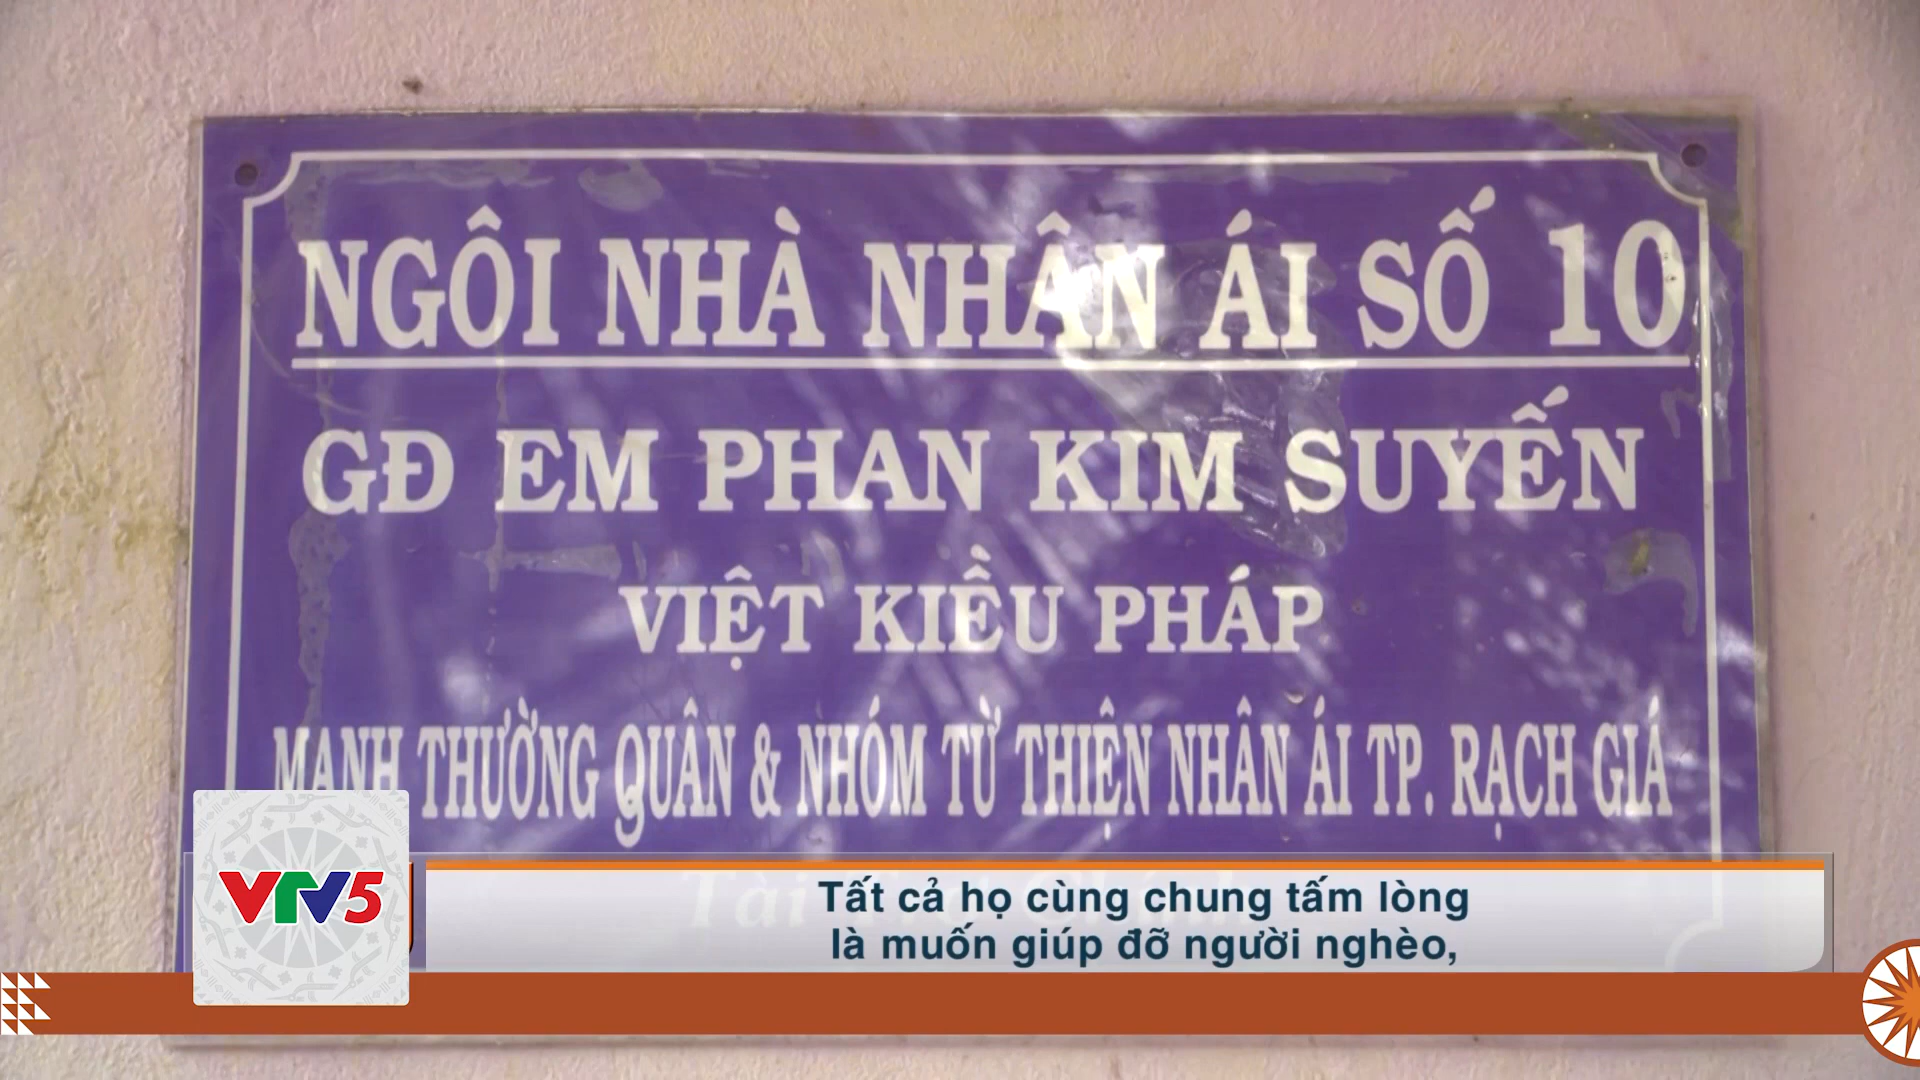 NGÔI NHÀ NHÂN ÁI SỐ 10
GĐ EM PHAN KIM SUYẾN
VIỆT KIỀU PHÁP
MẠNH THƯỜNG QUÂN & NHÓM TỪ THIỆN NHÂN ÁI TP. RẠCH GIÁ
Tài
VTV5
Tất cả họ cùng chung tấm lòng
là muốn giúp đỡ người nghèo,